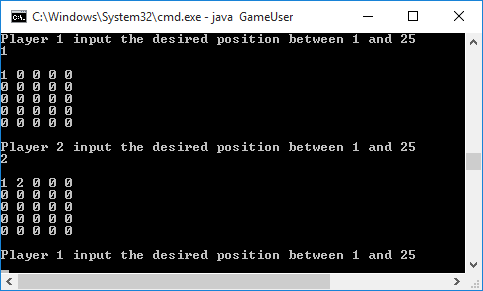 C:\Windows\System32\cmd.exe - java  GameUser
Player 1 input the desired position between 1 and 25
1
1 0 0 0 0
0 0 0 0 0
0 0 0 0 0
0 0 0 0 0
0 0 0 0 0
Player 2 input the desired position between 1 and 25
2
1 2 0 0 0
0 0 0 0 0
0 0 0 0 0
0 0 0 0 0
0 0 0 0 0
Player 1 input the desired position between 1 and 25